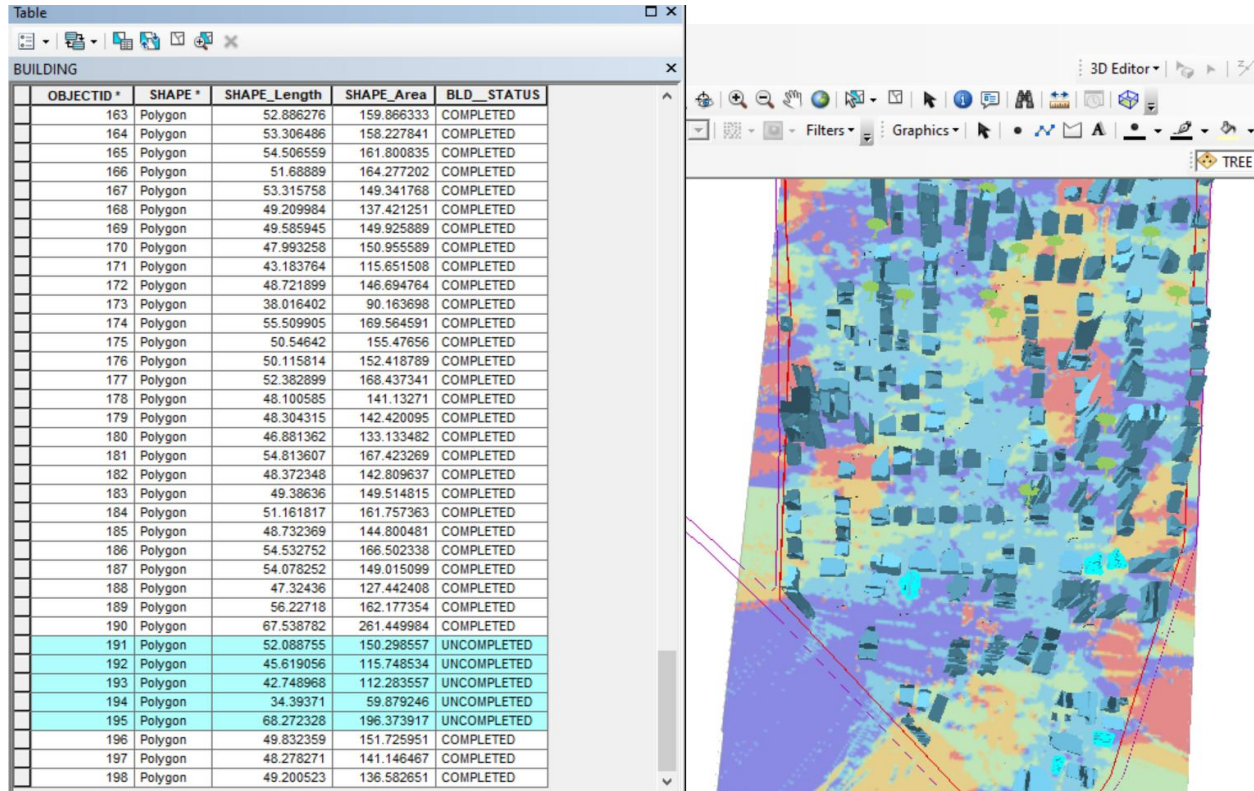 Table
BUILDING
OBJECTID * SHAPE * SHAPE_Length SHAPE_Area BLD__STATUS
163 Polygon 52.886276 159.866333 COMPLETED
164 Polygon 53.306486 158.227841 COMPLETED
165 Polygon 54.506559 161.800835 COMPLETED
166 Polygon 51.68889 164.277202 COMPLETED
167 Polygon 53.315758 149.341768 COMPLETED
168 Polygon 49.209984 137.421251 COMPLETED
169 Polygon 49.585945 149.925889 COMPLETED
170 Polygon 47.993258 150.955589 COMPLETED
171 Polygon 43.183764 115.651508 COMPLETED
172 Polygon 48.721899 146.694764 COMPLETED
173 Polygon 38.016402 90.163698 COMPLETED
174 Polygon 55.509905 169.564591 COMPLETED
175 Polygon 50.54642 155.47656 COMPLETED
176 Polygon 50.115814 152.418789 COMPLETED
177 Polygon 52.382899 168.437341 COMPLETED
178 Polygon 48.100585 141.13271 COMPLETED
179 Polygon 48.304315 142.420095 COMPLETED
180 Polygon 46.881362 133.133482 COMPLETED
181 Polygon 54.813607 167.423269 COMPLETED
182 Polygon 48.372348 142.809637 COMPLETED
183 Polygon 49.38636 149.514815 COMPLETED
184 Polygon 51.161817 161.757363 COMPLETED
185 Polygon 48.732369 144.800481 COMPLETED
186 Polygon 54.532752 166.502338 COMPLETED
187 Polygon 54.078252 149.015099 COMPLETED
188 Polygon 47.32436 127.442408 COMPLETED
189 Polygon 56.22718 162.177354 COMPLETED
190 Polygon 67.538782 261.449984 COMPLETED
191 Polygon 52.088755 150.298557 UNCOMPLETED
192 Polygon 45.619056 115.748534 UNCOMPLETED
193 Polygon 42.748968 112.283557 UNCOMPLETED
194 Polygon 34.39371 59.879246 UNCOMPLETED
195 Polygon 68.272328 196.373917 UNCOMPLETED
196 Polygon 49.832359 151.725951 COMPLETED
197 Polygon 48.278271 141.146467 COMPLETED
198 Polygon 49.200523 136.582651 COMPLETED
3D Editor
Filters Graphics A
TREE